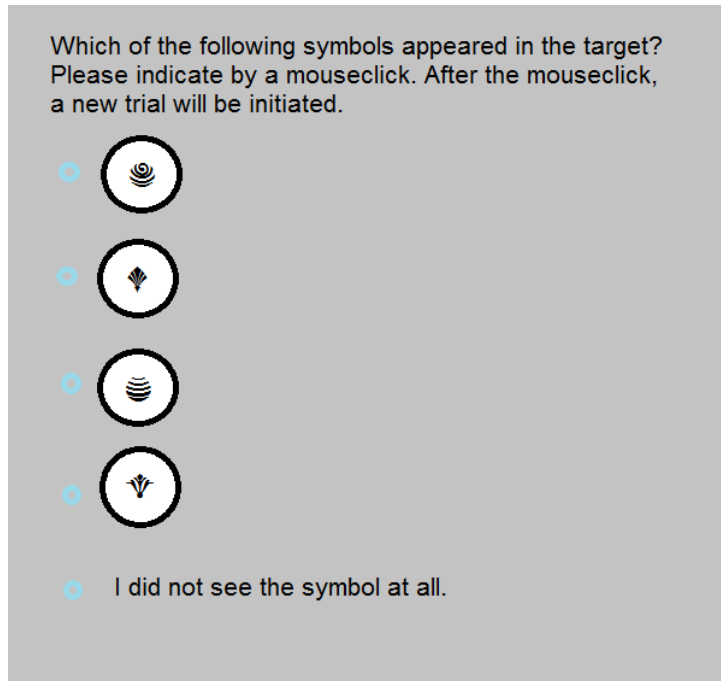 Which of the following symbols appeared in the target?
Please indicate by a mouseclick. After the mouseclick,
a new trial will be initiated.
I did not see the symbol at all.